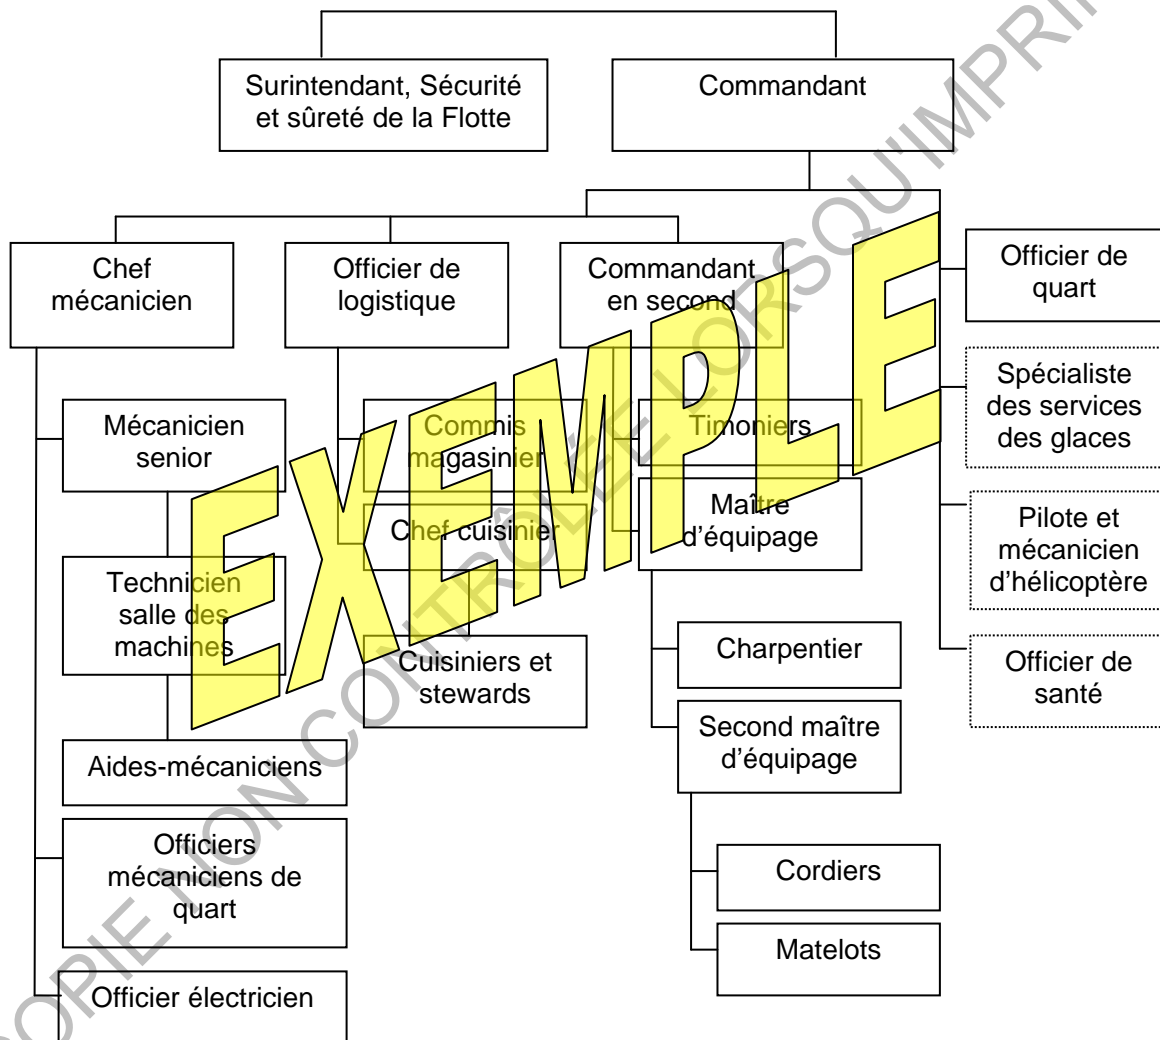 Surintendant, Sécurité
et sûreté de la Flotte
Commandant
Chef
mécanicien
Officier de
logistique
Commandant
en second
Officier de
quart
Spécialiste
des services
des glaces
Pilote et
mécanicien
d'hélicoptère
Officier de
santé
Mécanicien
senior
Technicien
salle des
machines
Aides-mécaniciens
Officiers
mécaniciens de
quart
Officier électricien
Commis
magasinier
Chef cuisinier
Cuisiniers et
stewards
Timoniers
Maître
d'équipage
Charpentier
Second maître
d'équipage
Cordiers
Matelots
EXEMPLE
COPIE NON CONTRÔLÉE LORSQU'IMPRI